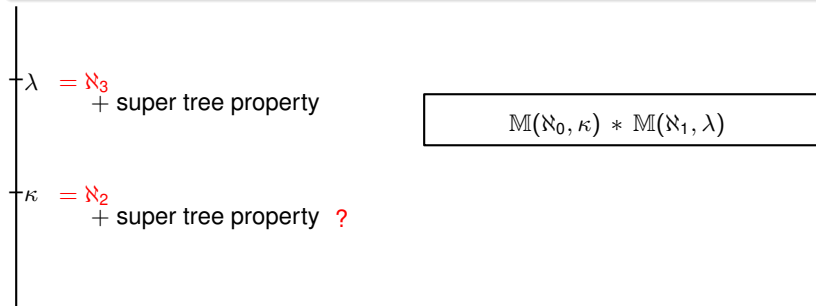 λ = ℵ₃
+ super tree property
𝕄(ℵ₀, κ) ∗ 𝕄(ℵ₁, λ)
κ = ℵ₂
+ super tree property ?